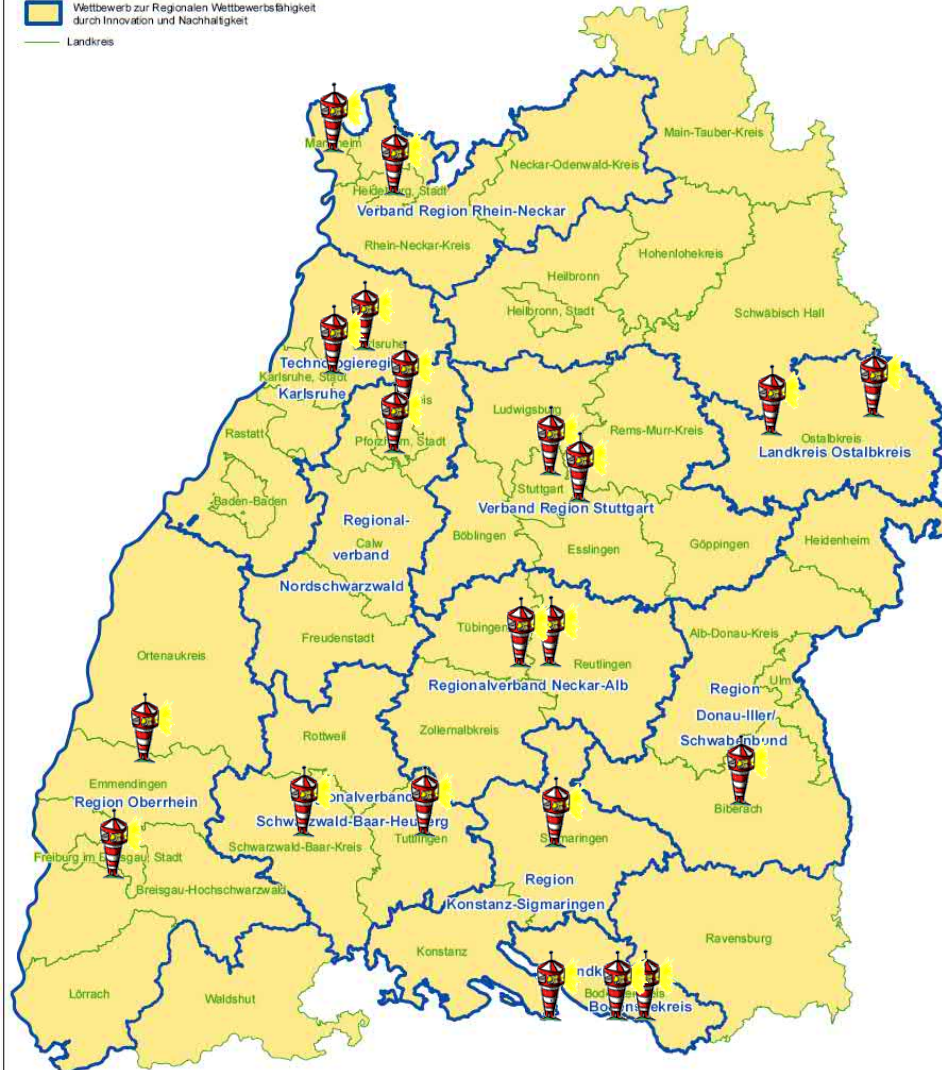 Wettbewerb zur Regionalen Wettbewerbsfähigkeit
durch Innovation und Nachhaltigkeit
Landkreis
Main-Tauber-Kreis
Neckar-Odenwald-Kreis
Verband Region Rhein-Neckar
Rhein-Neckar-Kreis
Hohenlohekreis
Heilbronn
Heilbronn, Stadt
Schwäbisch Hall
Karlsruhe, Stadt
Karlsruhe
Ludwigsburg
Rems-Murr-Kreis
Ostalbkreis
Landkreis Ostalbkreis
Rastatt
Stadt
Stuttgart
Verband Region Stuttgart
Baden-Baden
Regional-
verband
Nordschwarzwald
Calw
Böblingen
Esslingen
Göppingen
Heidenheim
Freudenstadt
Tübingen
Reutlingen
Regionalverband Neckar-Alb
Zollernalbkreis
Alb-Donau-Kreis
Ulm
Region
Donau-Iller/
Schwabenbund
Biberach
Ortenaukreis
Rottweil
Emmendingen
Region Oberrhein
Schwarzwald-Baar-Kreis
Tuttlingen
Stadt
Breisgau-Hochschwarzwald
Region
Konstanz-Sigmaringen
Konstanz
Ravensburg
Lörrach
Waldshut